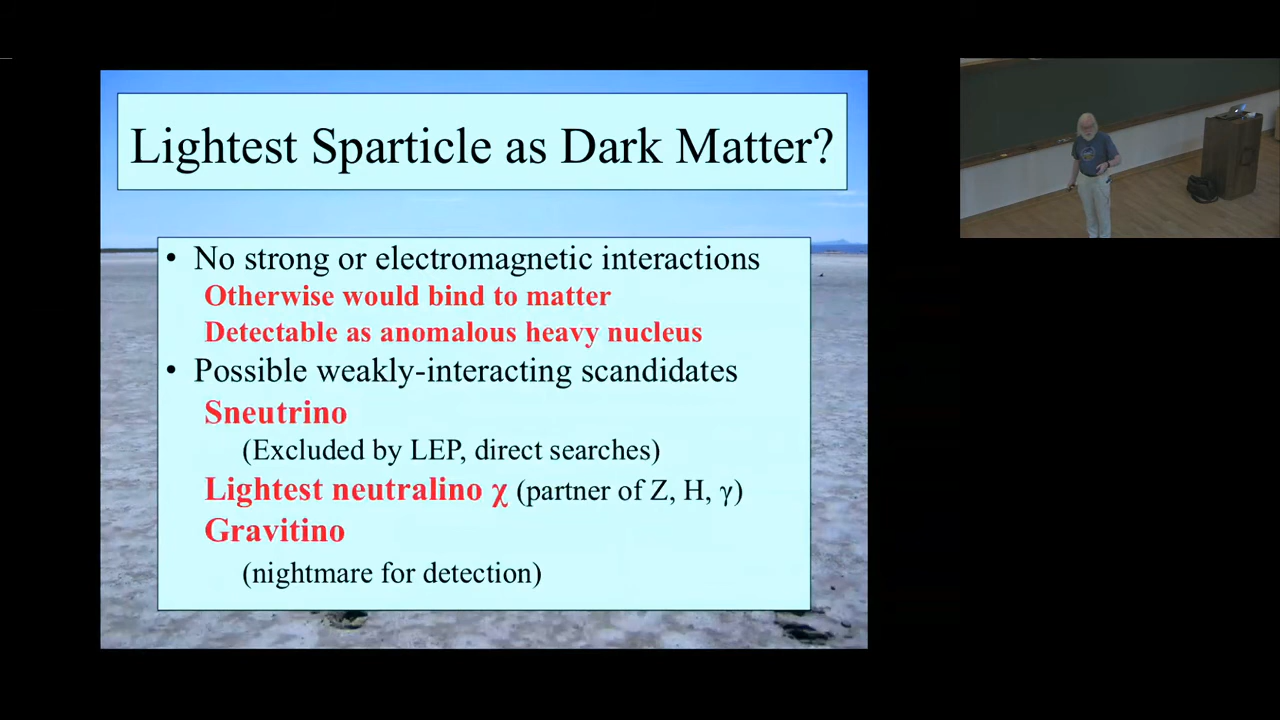 Lightest Sparticle as Dark Matter?
• No strong or electromagnetic interactions
Otherwise would bind to matter
Detectable as anomalous heavy nucleus
• Possible weakly-interacting scandidates
Sneutrino
(Excluded by LEP, direct searches)
Lightest neutralino χ (partner of Z, H, γ)
Gravitino
(nightmare for detection)